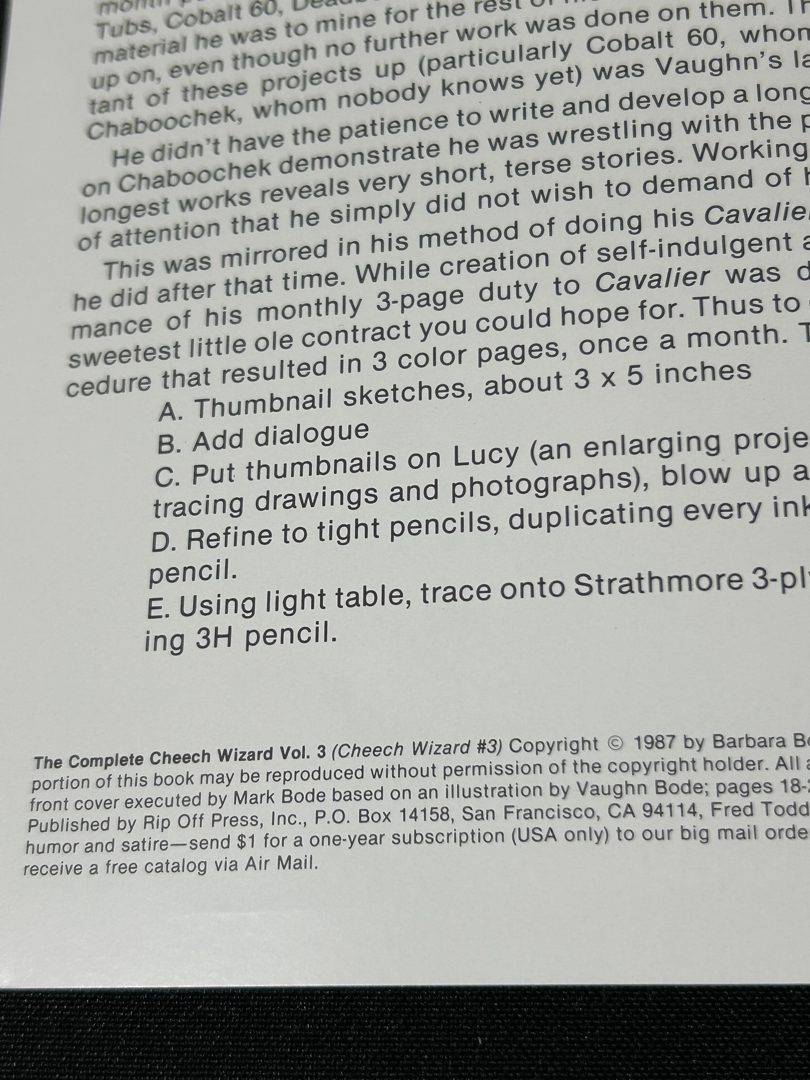 Tubs, Cobalt 60,
material he was to mine for the rest
up on, even though no further work was done on them.
tant of these projects up (particularly Cobalt 60, whom
Chaboochek, whom nobody knows yet) was Vaughn's
He didn't have the patience to write and develop a long
on Chaboochek demonstrate he was wrestling with the
longest works reveals very short, terse stories. Working
of attention that he simply did not wish to demand of
This was mirrored in his method of doing his Cavalier
he did after that time. While creation of self-indulgent
mance of his monthly 3-page duty to Cavalier was
sweetest little ole contract you could hope for. Thus to
cedure that resulted in 3 color pages, once a month.
A. Thumbnail sketches, about 3 x 5 inches
B. Add dialogue
C. Put thumbnails on Lucy (an enlarging proje
tracing drawings and photographs), blow up a
D. Refine to tight pencils, duplicating every ink
pencil.
E. Using light table, trace onto Strathmore 3-ply
ing 3H pencil.
The Complete Cheech Wizard Vol. 3 (Cheech Wizard #3) Copyright © 1987 by Barbara
portion of this book may be reproduced without permission of the copyright holder. All
front cover executed by Mark Bode based on an illustration by Vaughn Bode; pages 18-
Published by Rip Off Press, Inc., P.O. Box 14158, San Francisco, CA 94114, Fred Todd
humor and satire—send $1 for a one-year subscription (USA only) to our big mail orde
receive a free catalog via Air Mail.